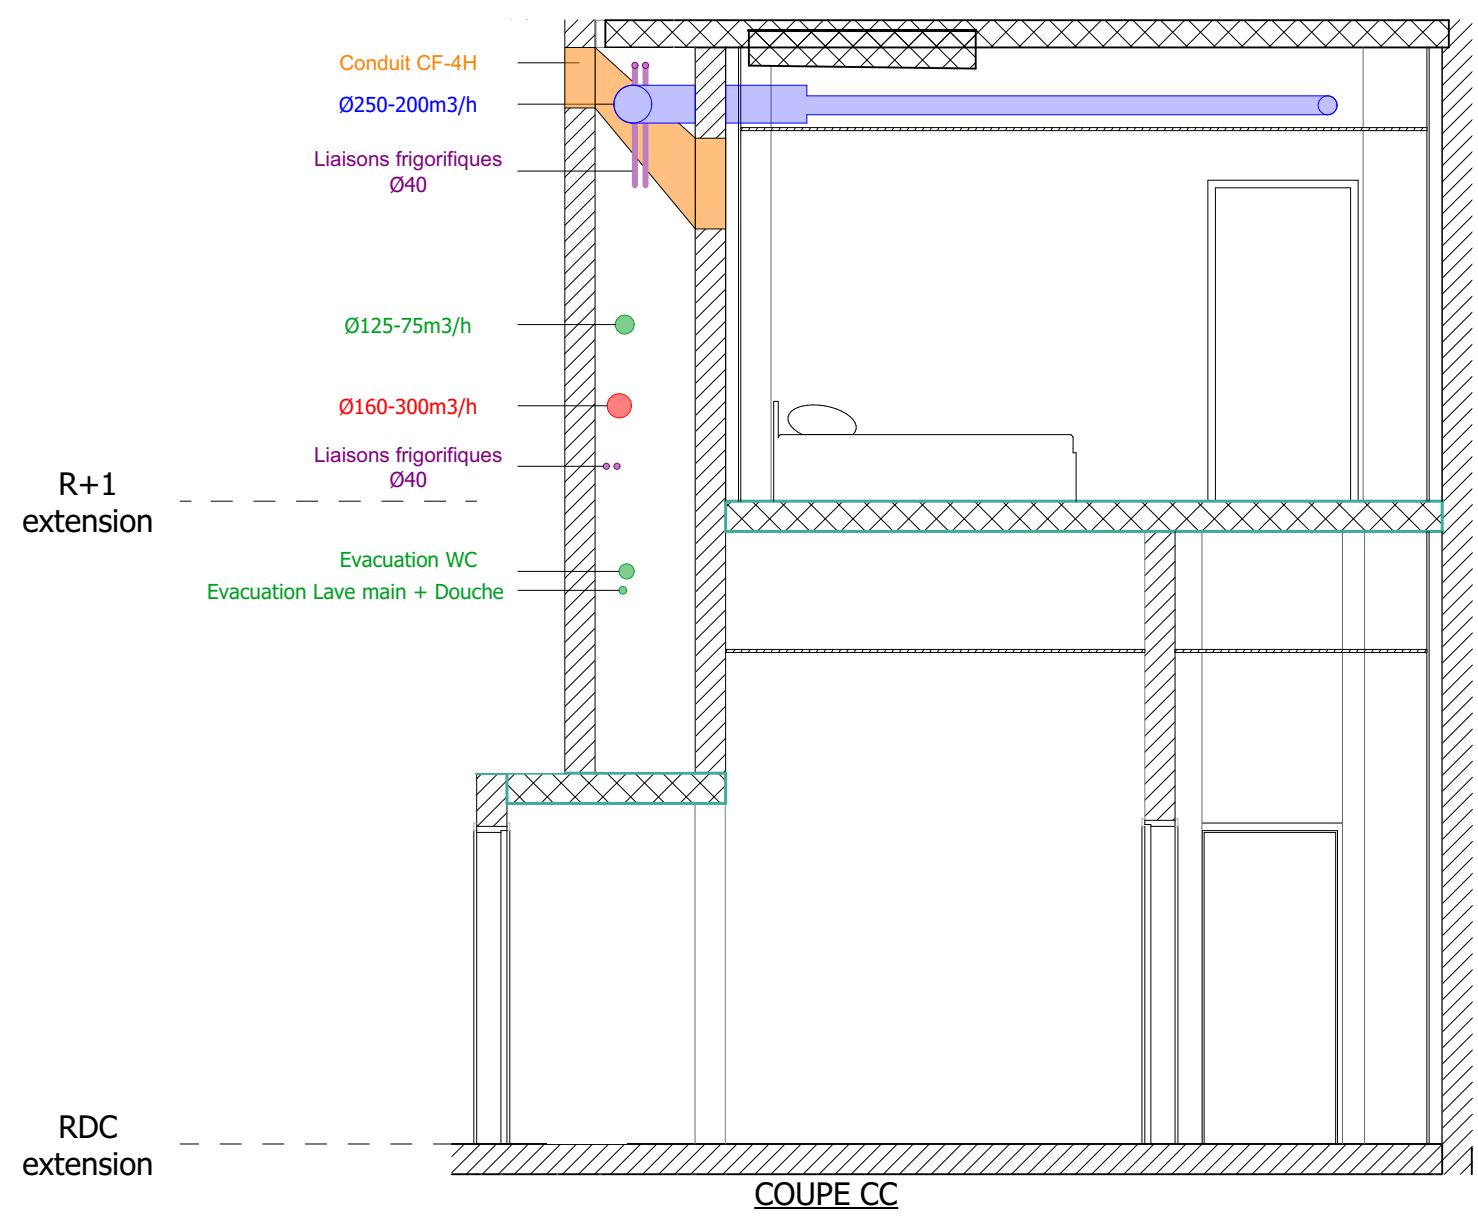 Conduit CF-4H
Ø250-200m3/h
Liaisons frigorifiques
Ø40
Ø125-75m3/h
Ø160-300m3/h
Liaisons frigorifiques
Ø40
R+1
extension
Evacuation WC
Evacuation Lave main + Douche
RDC
extension
COUPE CC